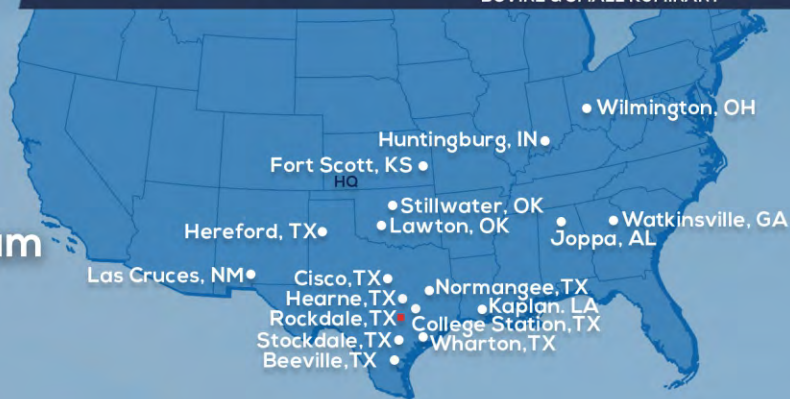 Wilmington, OH
Huntingburg, IN
Fort Scott, KS
HQ
Stillwater, OK
Hereford, TX
Lawton, OK
Watkinsville, GA
Joppa, AL
Las Cruces, NM
Cisco,TX
Normangee,TX
Hearne,TX
Kaplan. LA
Rockdale,TX
College Station,TX
Stockdale,TX
Wharton,TX
Beeville,TX